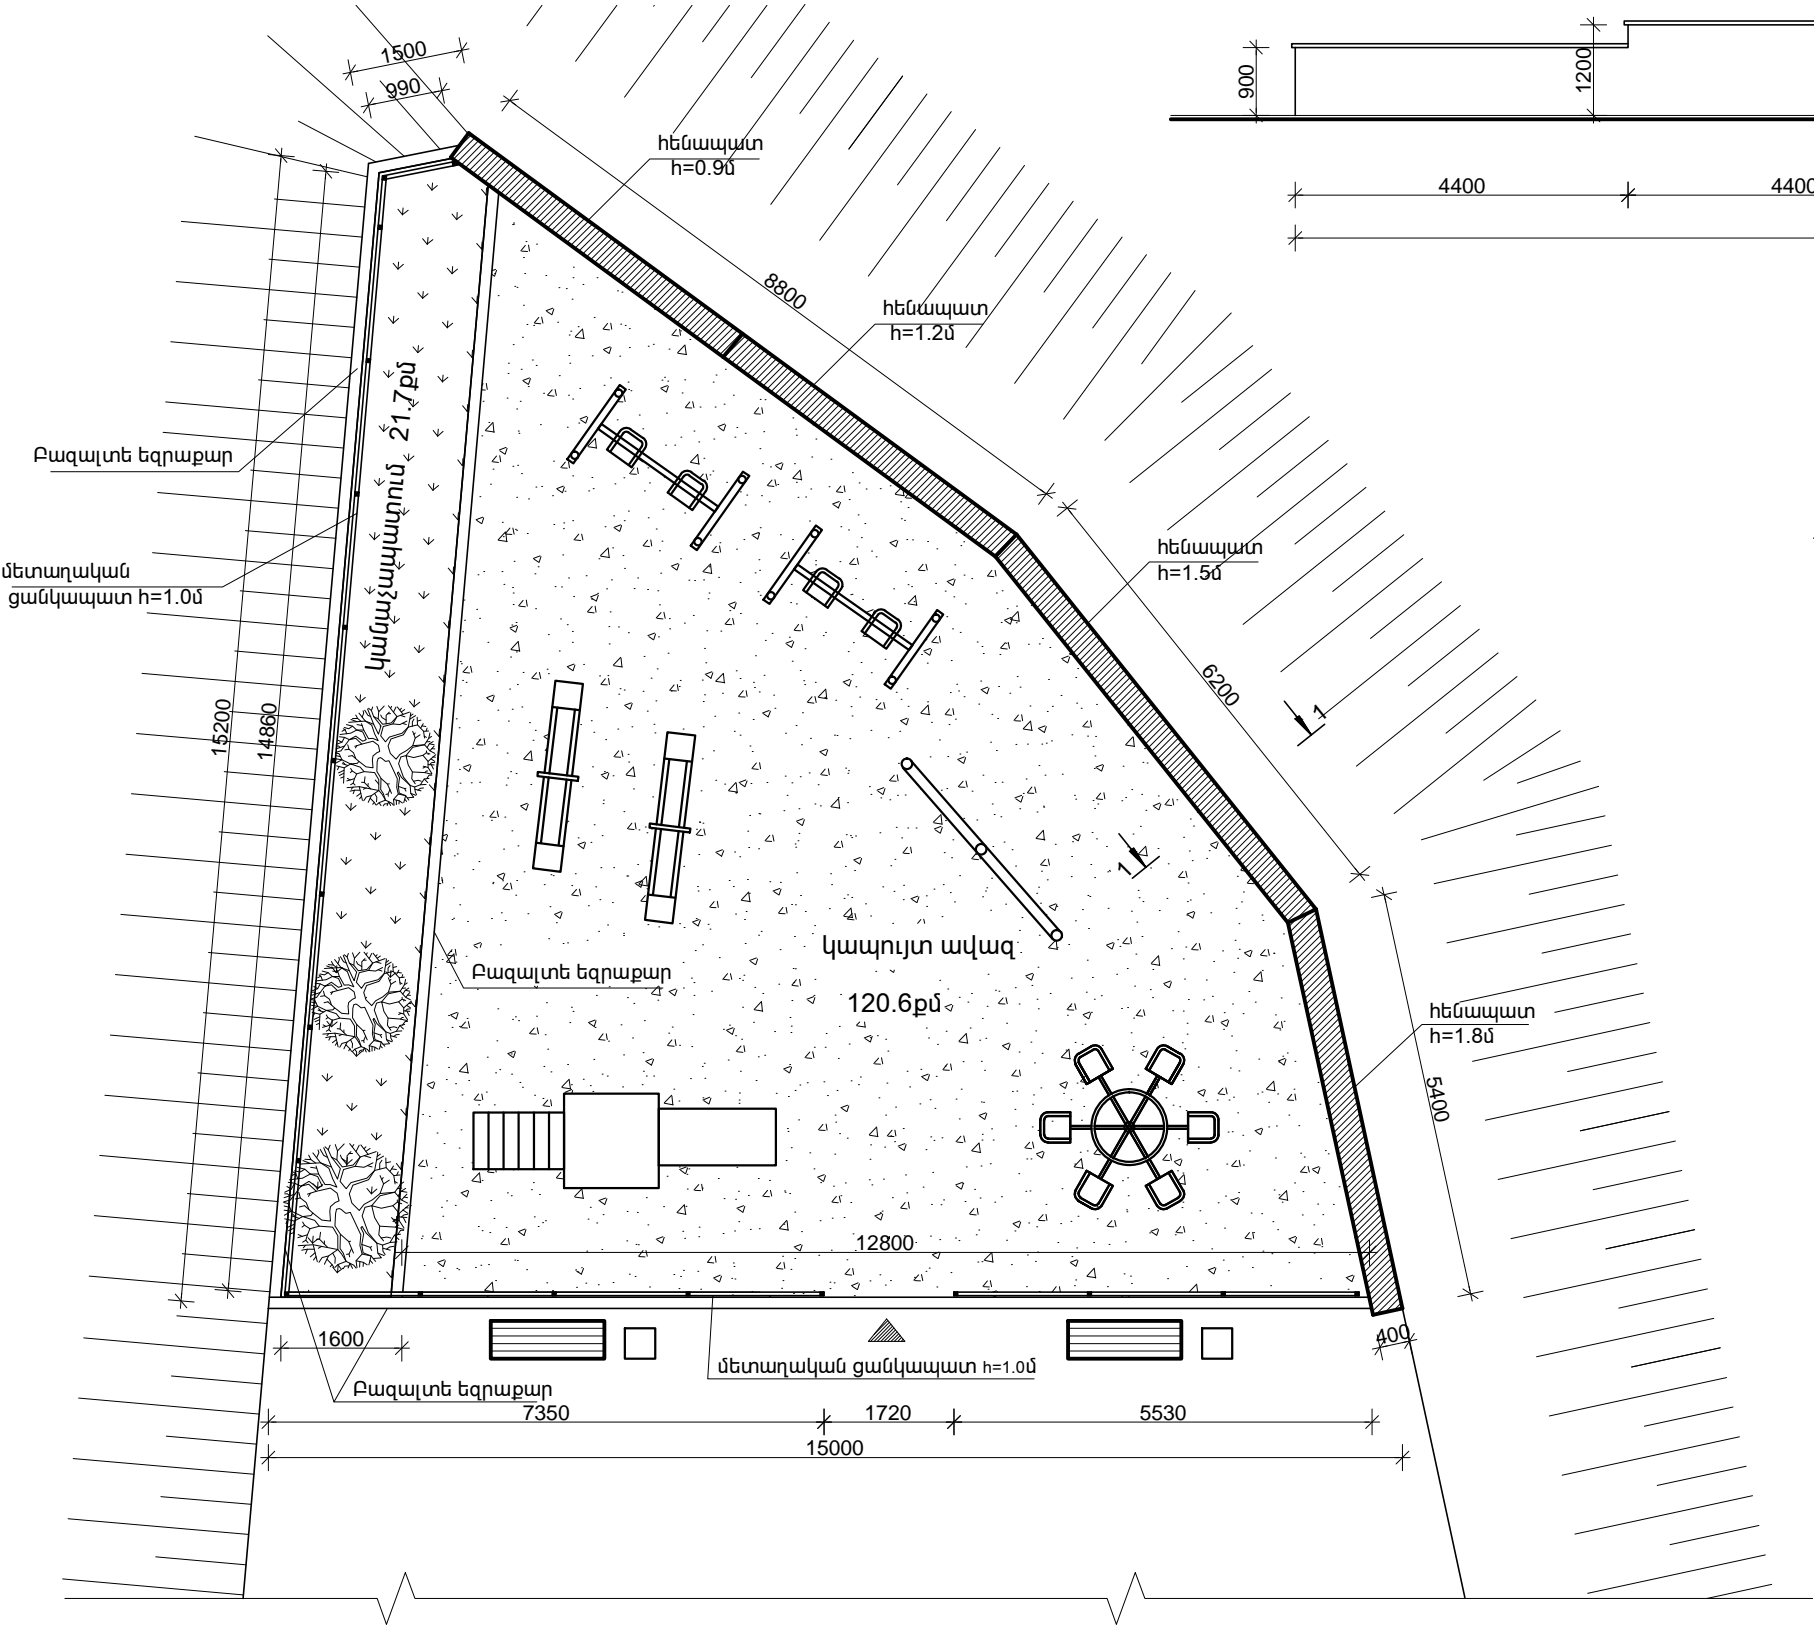 1500
990
900
1200
4400
4400
հենապատ
h=0.9մ
8800
հենապատ
h=1.2մ
կանաչապատում 21.7քմ
Բազալտե եզրաքար
մետաղական
ցանկապատ h=1.0մ
հենապատ
h=1.5մ
6200
1
15200
14860
1
կապույտ ավազ
120.6քմ
Բազալտե եզրաքար
հենապատ
h=1.8մ
5400
12800
1600
400
մետաղական ցանկապատ h=1.0մ
Բազալտե եզրաքար
7350
1720
5530
15000